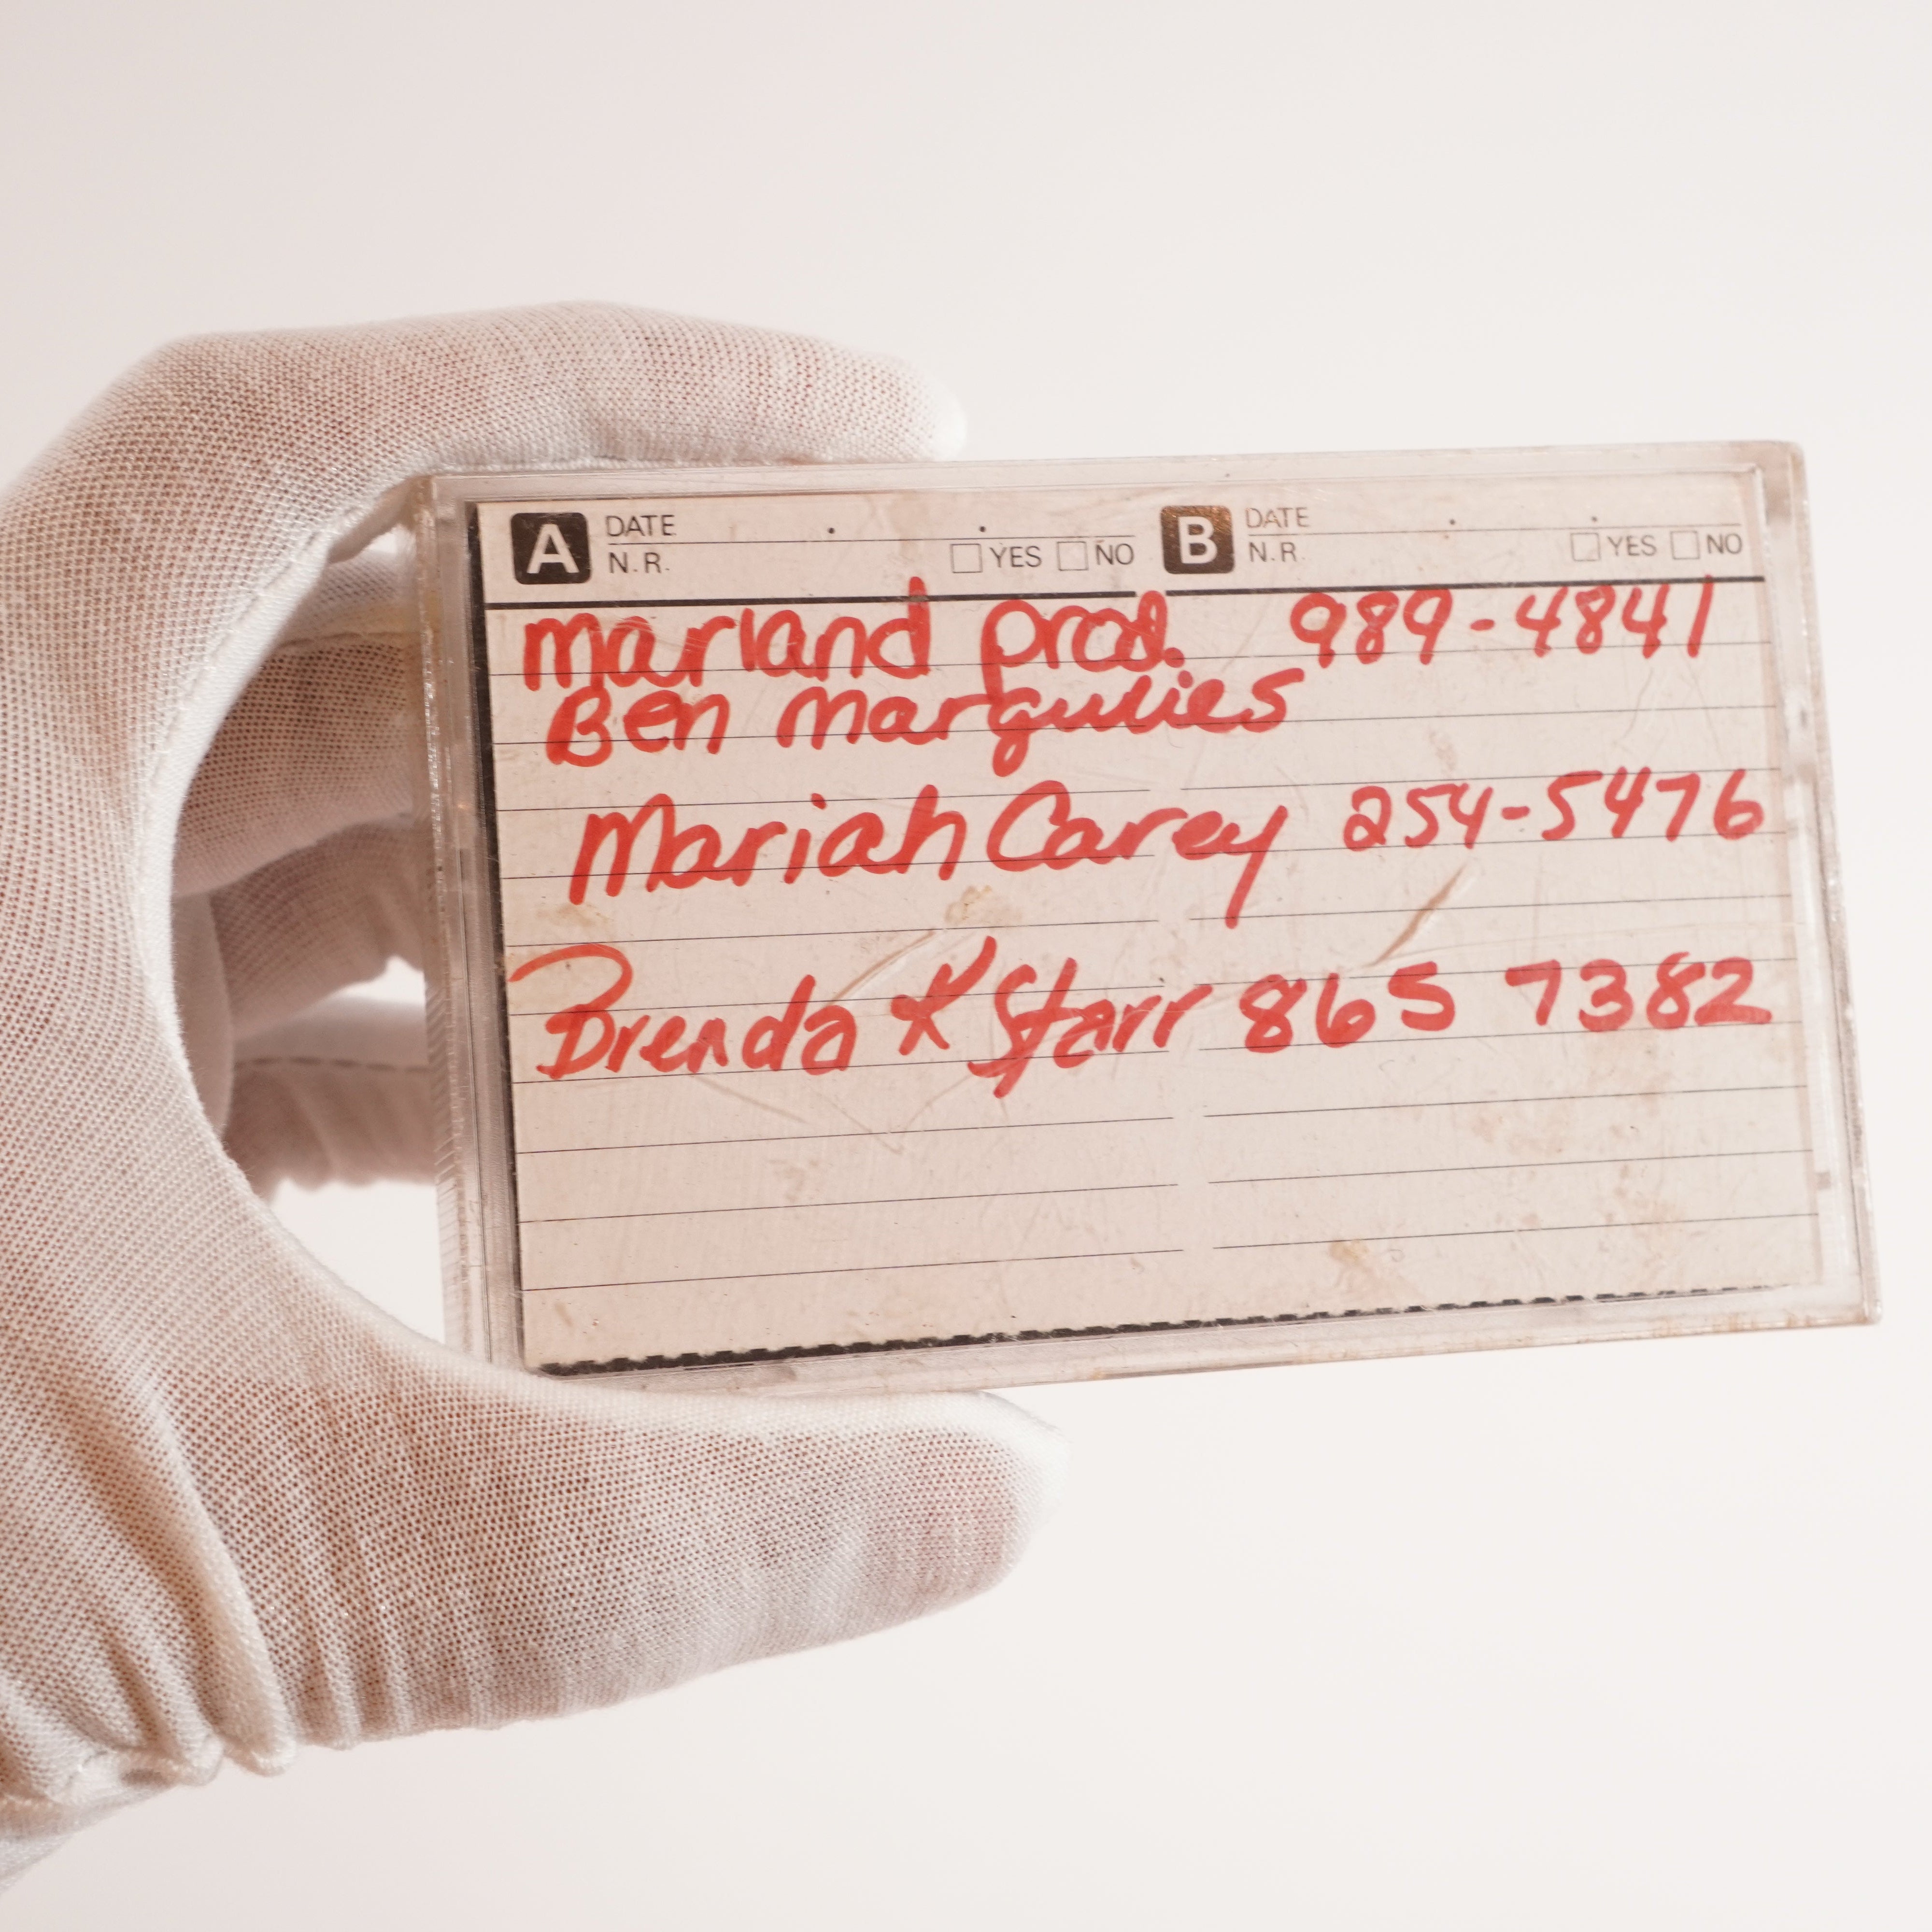 A DATE . . B DATE . .
N.R. YES NO N.R. YES NO
Marland prod. 989-4841
Ben Margulies
Mariah Carey 254-5476
Brenda K Starr 865 7382